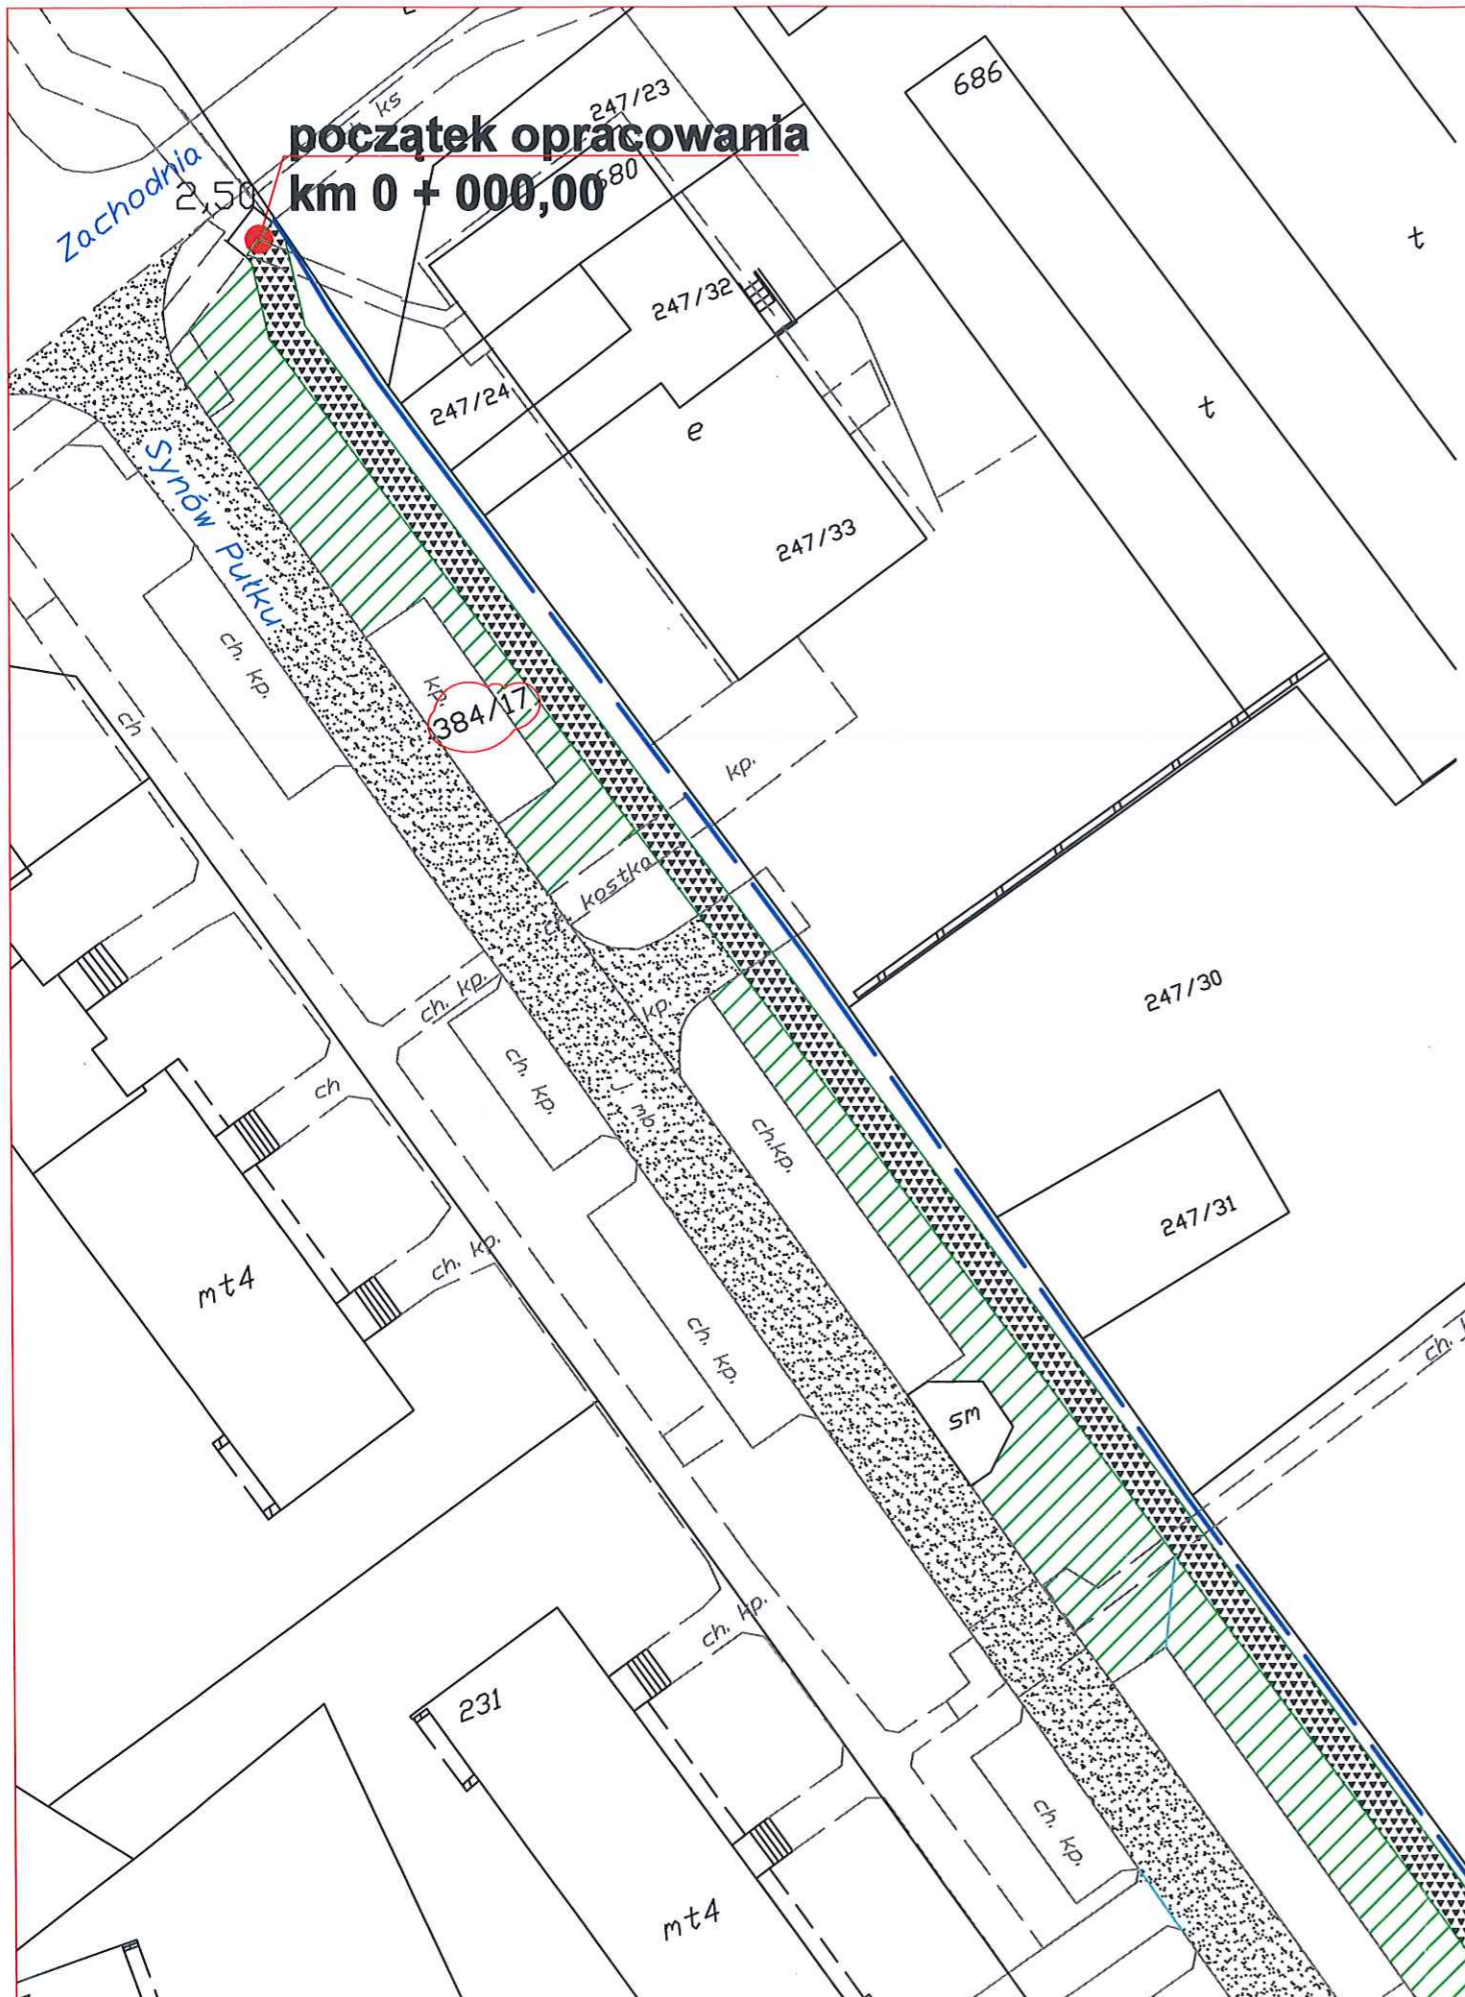 ks
247/23
początek opracowania
km 0 + 000,00
680
686
Zachodnia
2,50
t
247/32
247/24
e
t
Synów Pułku
247/33
ch. kp.
kp.
384/17
ch
kp.
kostka
247/30
ch. kp.
kp.
ch. kp.
j. mb.
ch
ch.kp.
247/31
ch. kp.
mt4
ch. kp.
ch.
sm
ch. kp.
231
ch. kp.
mt4